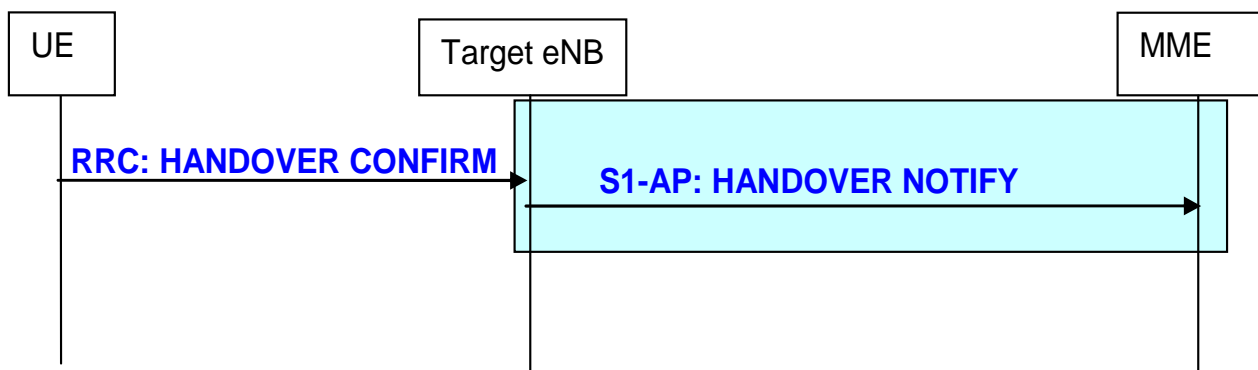 UE
Target eNB
MME
RRC: HANDOVER CONFIRM
S1-AP: HANDOVER NOTIFY